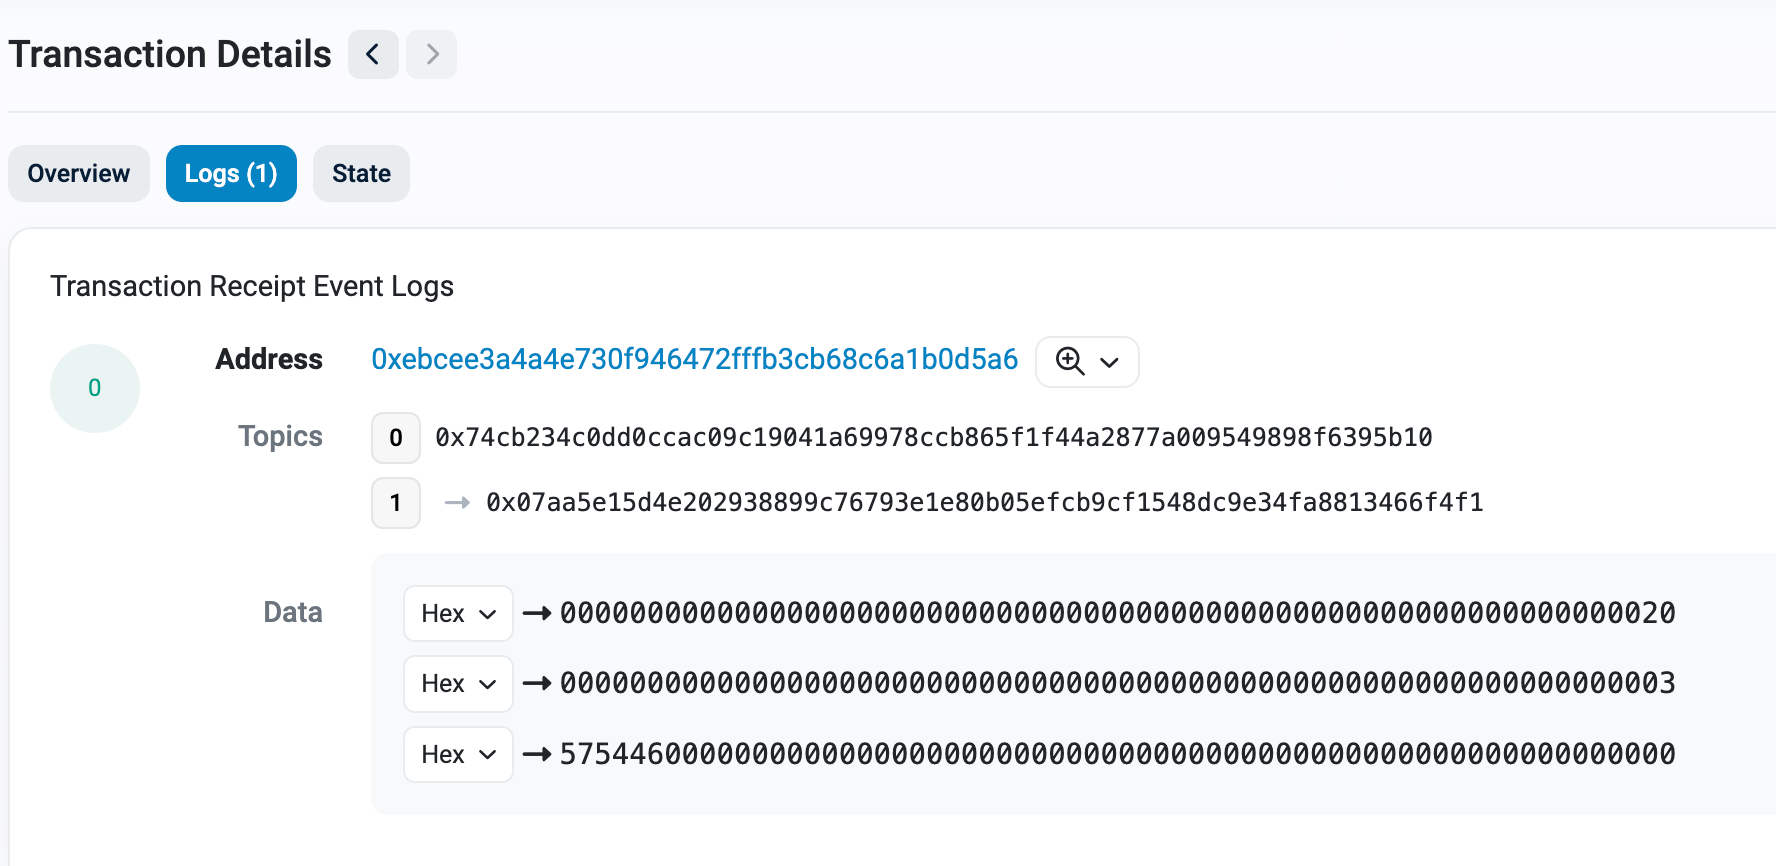 Transaction Details
Overview
Logs (1)
State
Transaction Receipt Event Logs
0
Address
0xebcee3a4a4e730f946472fffb3cb68c6a1b0d5a6
Topics
0 0x74cb234c0dd0ccac09c19041a69978ccb865f1f44a2877a009549898f6395b10
1 → 0x07aa5e15d4e202938899c76793e1e80b05efcb9cf1548dc9e34fa8813466f4f1
Data
Hex → 0000000000000000000000000000000000000000000000000000000000000020
Hex → 0000000000000000000000000000000000000000000000000000000000000003
Hex → 5754460000000000000000000000000000000000000000000000000000000000